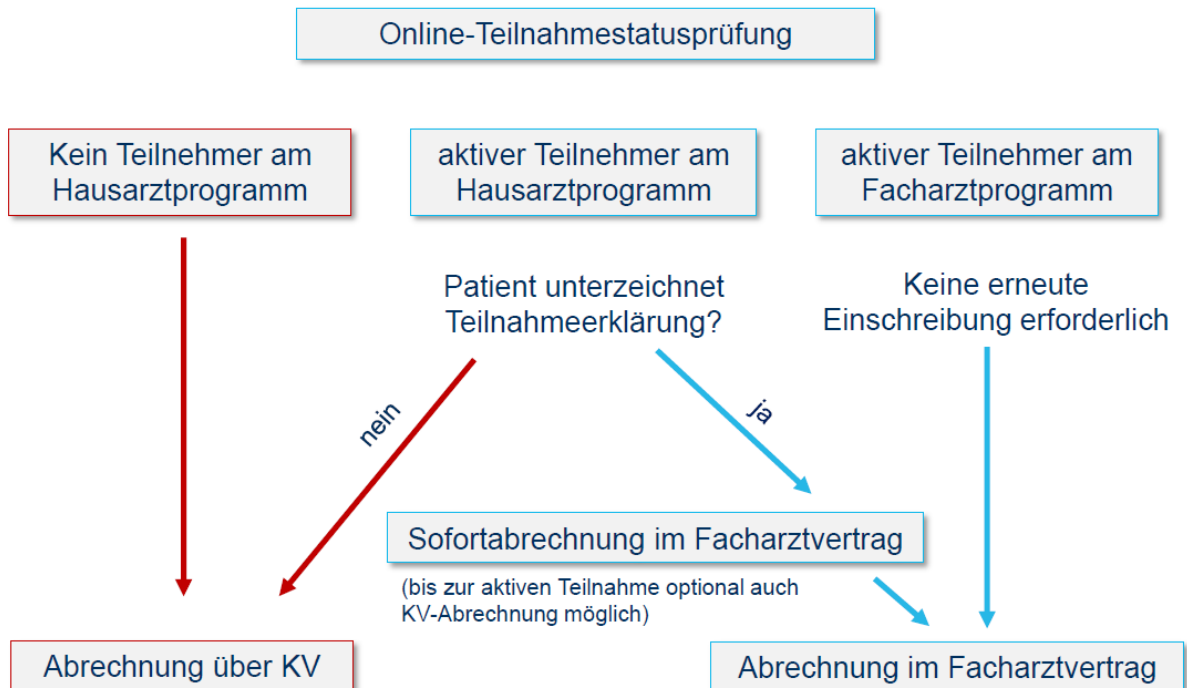 Online-Teilnahmestatusprüfung
Kein Teilnehmer am
Hausarztprogramm
aktiver Teilnehmer am
Hausarztprogramm
aktiver Teilnehmer am
Facharztprogramm
Patient unterzeichnet
Teilnahmeerklärung?
Keine erneute
Einschreibung erforderlich
nein
ja
Sofortabrechnung im Facharztvertrag
(bis zur aktiven Teilnahme optional auch
KV-Abrechnung möglich)
Abrechnung über KV
Abrechnung im Facharztvertrag